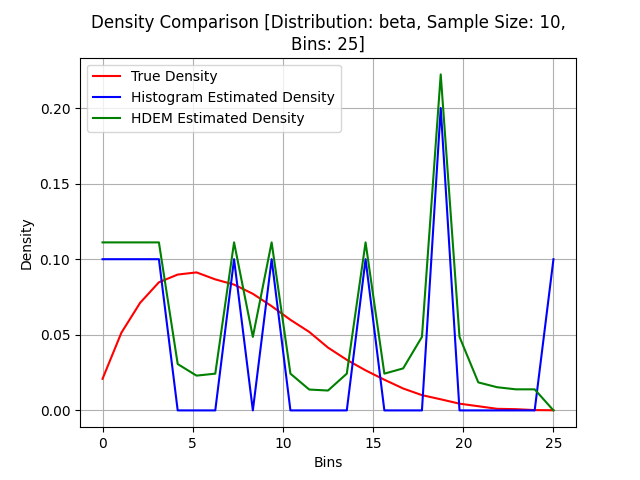 Density Comparison [Distribution: beta, Sample Size: 10,
Bins: 25]
True Density
Histogram Estimated Density
HDEM Estimated Density
Density
0.20
0.15
0.10
0.05
0.00
0 5 10 15 20 25
Bins